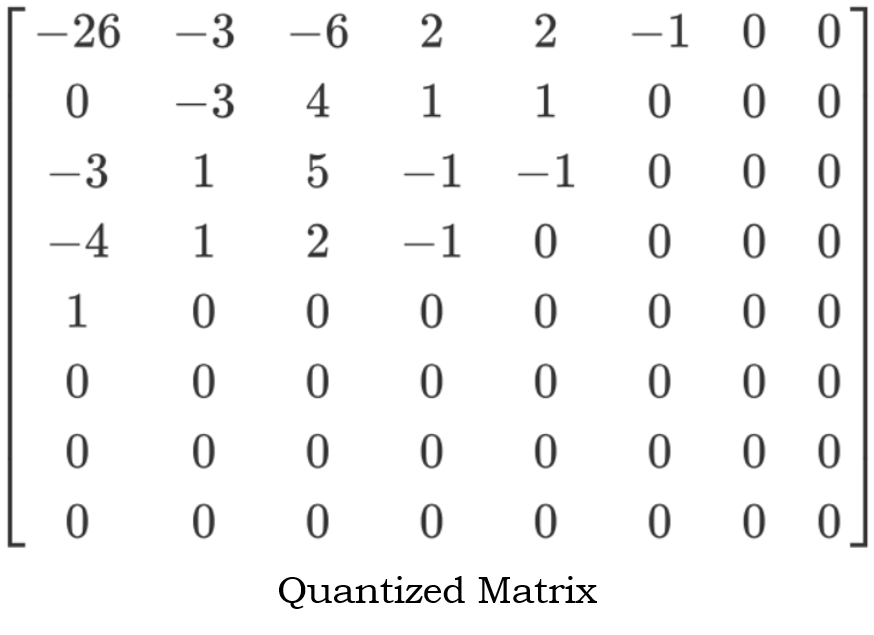 −26 −3 −6 2 2 −1 0 0
0 −3 4 1 1 0 0 0
−3 1 5 −1 −1 0 0 0
−4 1 2 −1 0 0 0 0
1 0 0 0 0 0 0 0
0 0 0 0 0 0 0 0
0 0 0 0 0 0 0 0
0 0 0 0 0 0 0 0
Quantized Matrix